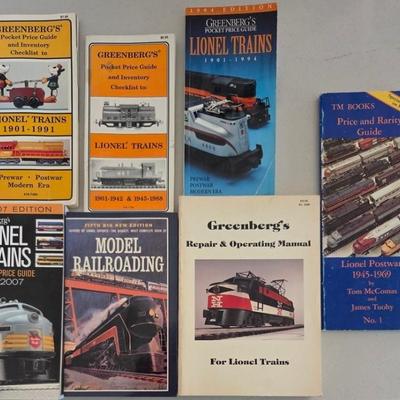 GREENBERG'S
Pocket Price Guide
and Inventory
Checklist to
LIONEL TRAINS
1901-1991
Prewar · Postwar
Modern Era
GREENBERG'S
Pocket Price Guide
and Inventory
Checklist to
LIONEL TRAINS
1901-1942 & 1945-1988
1994 EDITION
GREENBERG'S
POCKET PRICE GUIDE
LIONEL TRAINS
1901-1994
PREWAR
POSTWAR
MODERN ERA
TM BOOKS
Price and Rarity
Guide
Lionel Postwar
1945-1969
by
Tom McComas
and
James Tuohy
No. 1
07 EDITION
NEL
AINS
PRICE GUIDE
2007
FIFTH BIG NEW EDITION
MODEL
RAILROADING
Greenberg's
Repair & Operating Manual
For Lionel Trains